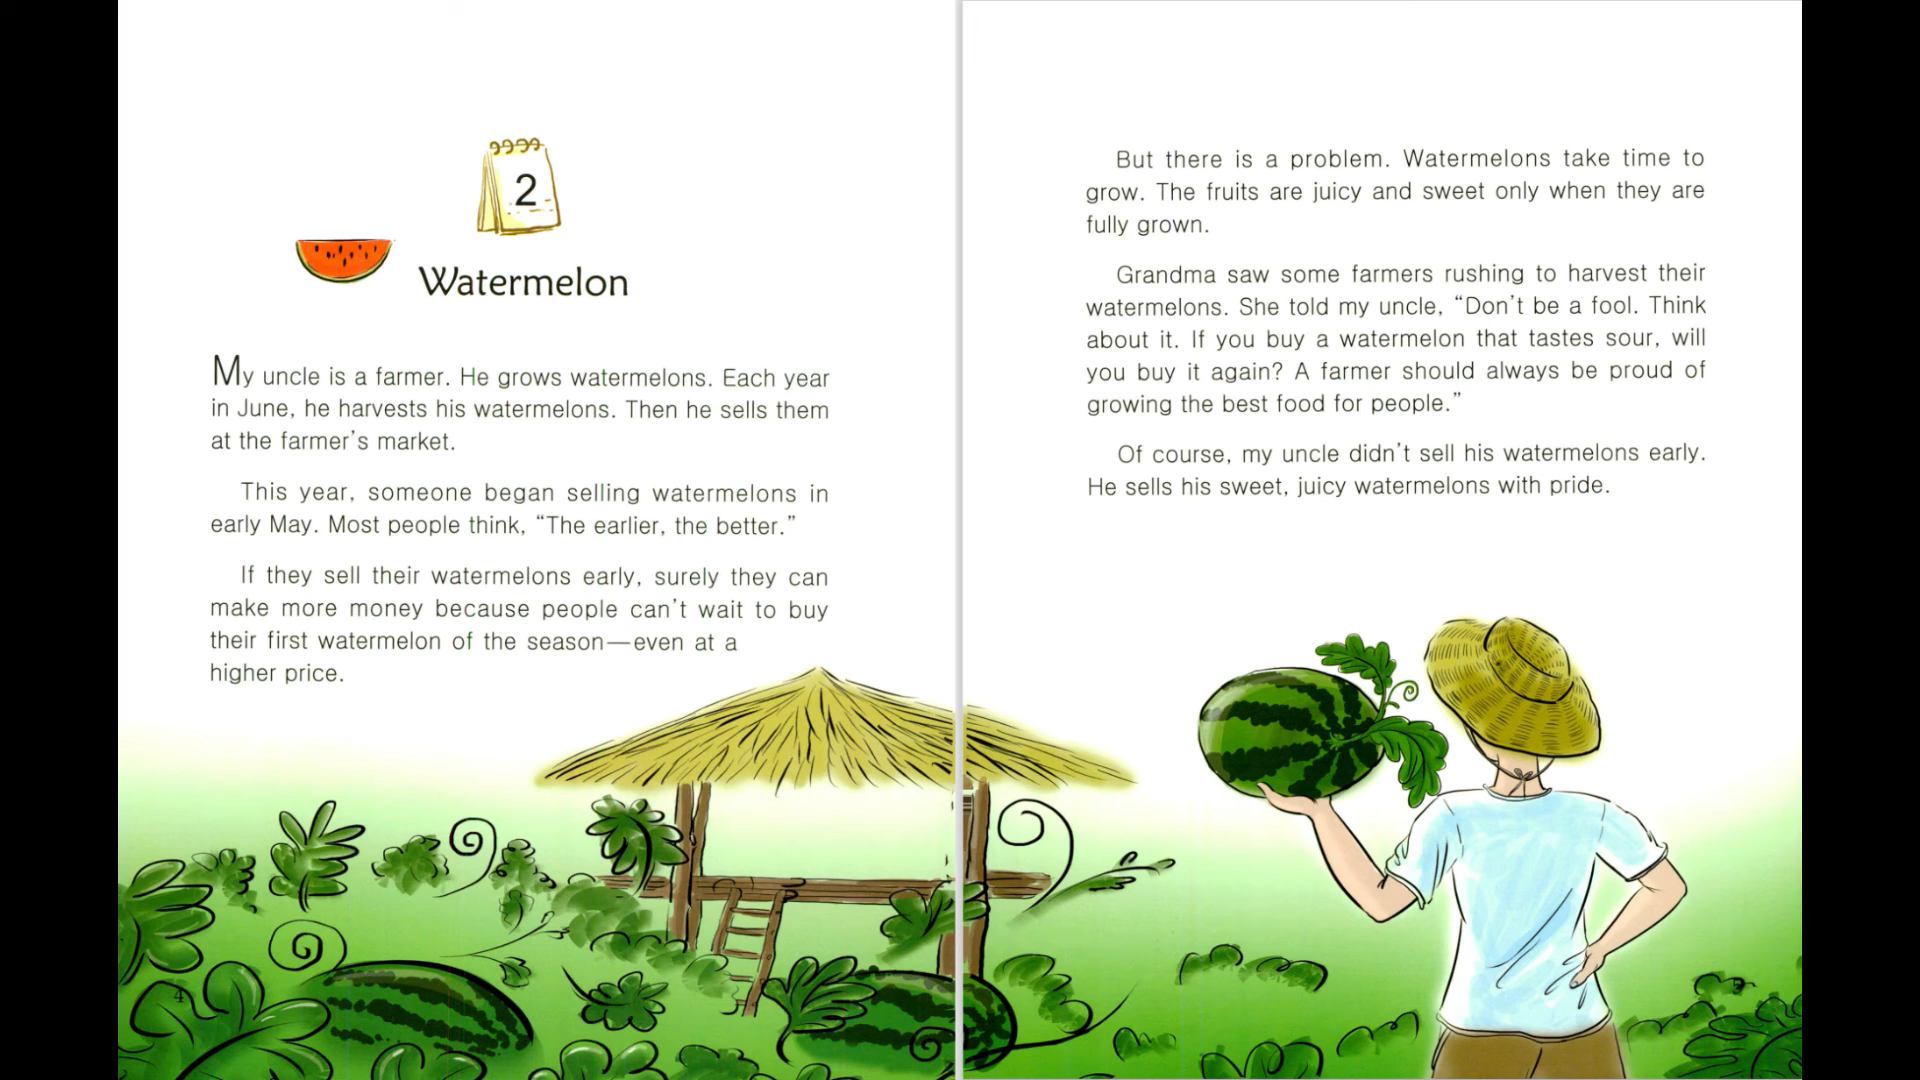 2
Watermelon
My uncle is a farmer. He grows watermelons. Each year
in June, he harvests his watermelons. Then he sells them
at the farmer's market.
This year, someone began selling watermelons in
early May. Most people think, “The earlier, the better.”
If they sell their watermelons early, surely they can
make more money because people can't wait to buy
their first watermelon of the season—even at a
higher price.
4
But there is a problem. Watermelons take time to
grow. The fruits are juicy and sweet only when they are
fully grown.
Grandma saw some farmers rushing to harvest their
watermelons. She told my uncle, “Don't be a fool. Think
about it. If you buy a watermelon that tastes sour, will
you buy it again? A farmer should always be proud of
growing the best food for people.”
Of course, my uncle didn't sell his watermelons early.
He sells his sweet, juicy watermelons with pride.